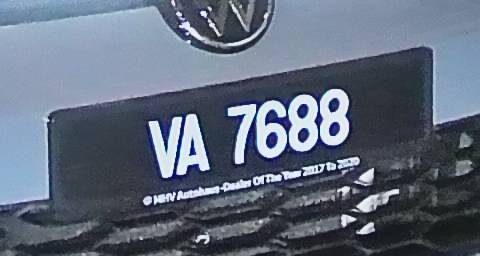 VA 7688
© MHV Autohaus-Dealer Of The Year 2017 To 2020